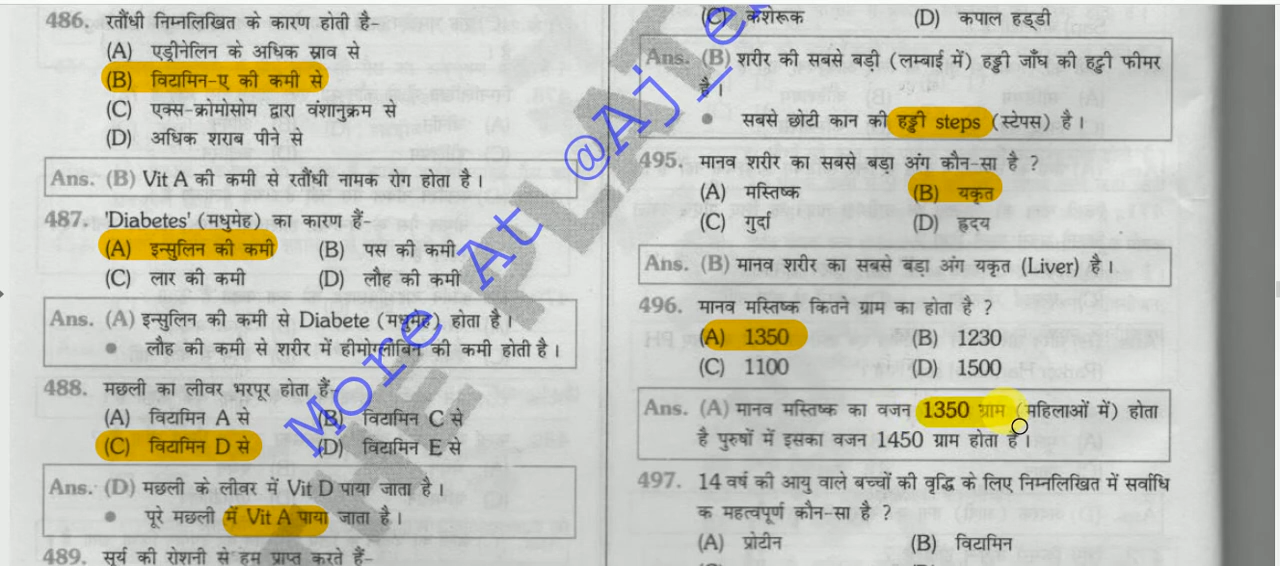 486. रतौंधी निम्नलिखित के कारण होती है-
(A) एड्रीनेलिन के अधिक स्राव से
(B) विटामिन-ए की कमी से
(C) एक्स-क्रोमोसोम द्वारा वंशानुक्रम से
(D) अधिक शराब पीने से
Ans. (B) Vit A की कमी से रतौंधी नामक रोग होता है।
487. 'Diabetes' (मधुमेह) का कारण हैं-
(A) इन्सुलिन की कमी (B) पस की कमी
(C) लार की कमी (D) लौह की कमी
Ans. (A) इन्सुलिन की कमी से Diabete (मधुमेह) होता है।
• लौह की कमी से शरीर में हीमोग्लोबिन की कमी होती है।
488. मछली का लीवर भरपूर होता हैं-
(A) विटामिन A से (B) विटामिन C से
(C) विटामिन D से (D) विटामिन E से
Ans. (D) मछली के लीवर में Vit D पाया जाता है।
• पूरे मछली में Vit A पाया जाता है।
489. सूर्य की रोशनी से हम प्राप्त करते हैं-
(C) कशेरूक (D) कपाल हड्डी
Ans. (B) शरीर की सबसे बड़ी (लम्बाई में) हड्डी जाँघ की हट्टी फीमर
है।
• सबसे छोटी कान की हड्डी steps (स्टेपस) है।
495. मानव शरीर का सबसे बड़ा अंग कौन-सा है ?
(A) मस्तिष्क (B) यकृत
(C) गुर्दा (D) हृदय
Ans. (B) मानव शरीर का सबसे बड़ा अंग यकृत (Liver) है।
496. मानव मस्तिष्क कितने ग्राम का होता है ?
(A) 1350 (B) 1230
(C) 1100 (D) 1500
Ans. (A) मानव मस्तिष्क का वजन 1350 ग्राम (महिलाओं में) होता
है पुरुषों में इसका वजन 1450 ग्राम होता है।
497. 14 वर्ष की आयु वाले बच्चों की वृद्धि के लिए निम्नलिखित में सर्वाधि
क महत्वपूर्ण कौन-सा है ?
(A) प्रोटीन (B) विटामिन
More At @Aj_Te